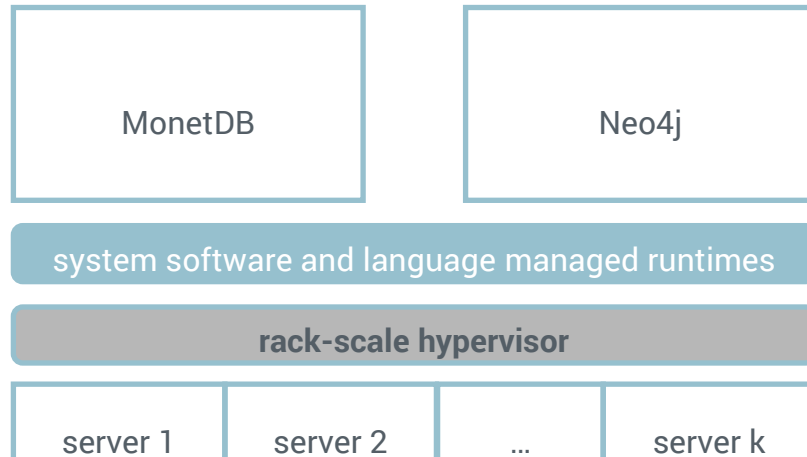 MonetDB
Neo4j
system software and language managed runtimes
rack-scale hypervisor
server 1
server 2
...
server k